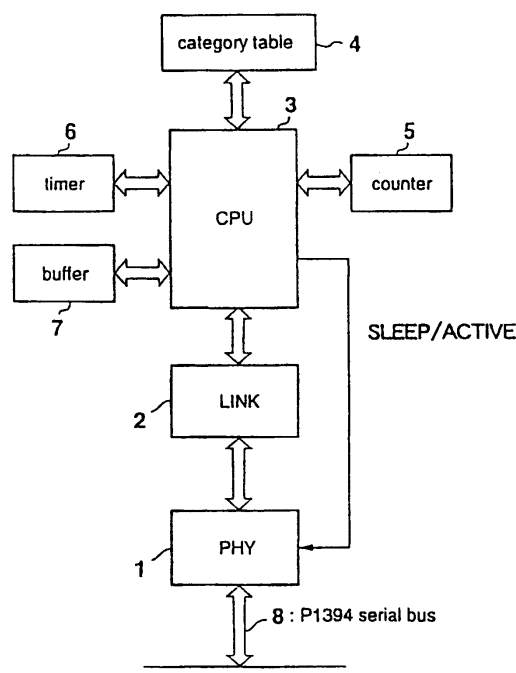 category table 4
3
6
5
timer
counter
CPU
buffer
7
SLEEP/ACTIVE
LINK
2
PHY
1
8 : P1394 serial bus